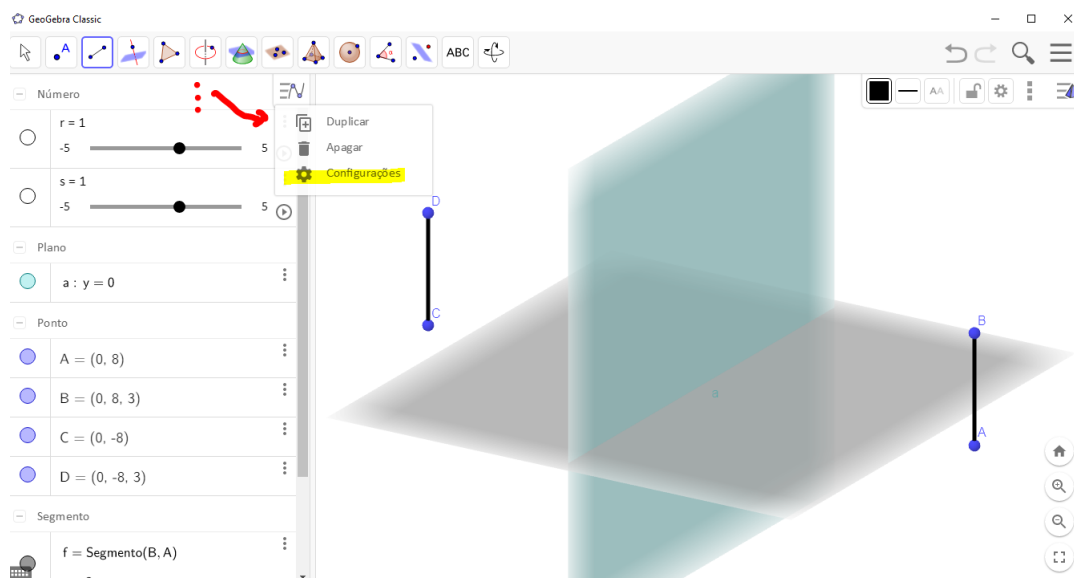 GeoGebra Classic
ABC
Número
AA
r = 1
-5
5
Duplicar
Apagar
Configurações
s = 1
-5
5
D
Plano
a : y = 0
C
Ponto
B
A = (0, 8)
B = (0, 8, 3)
a
C = (0, -8)
A
D = (0, -8, 3)
Segmento
f = Segmento(B, A)